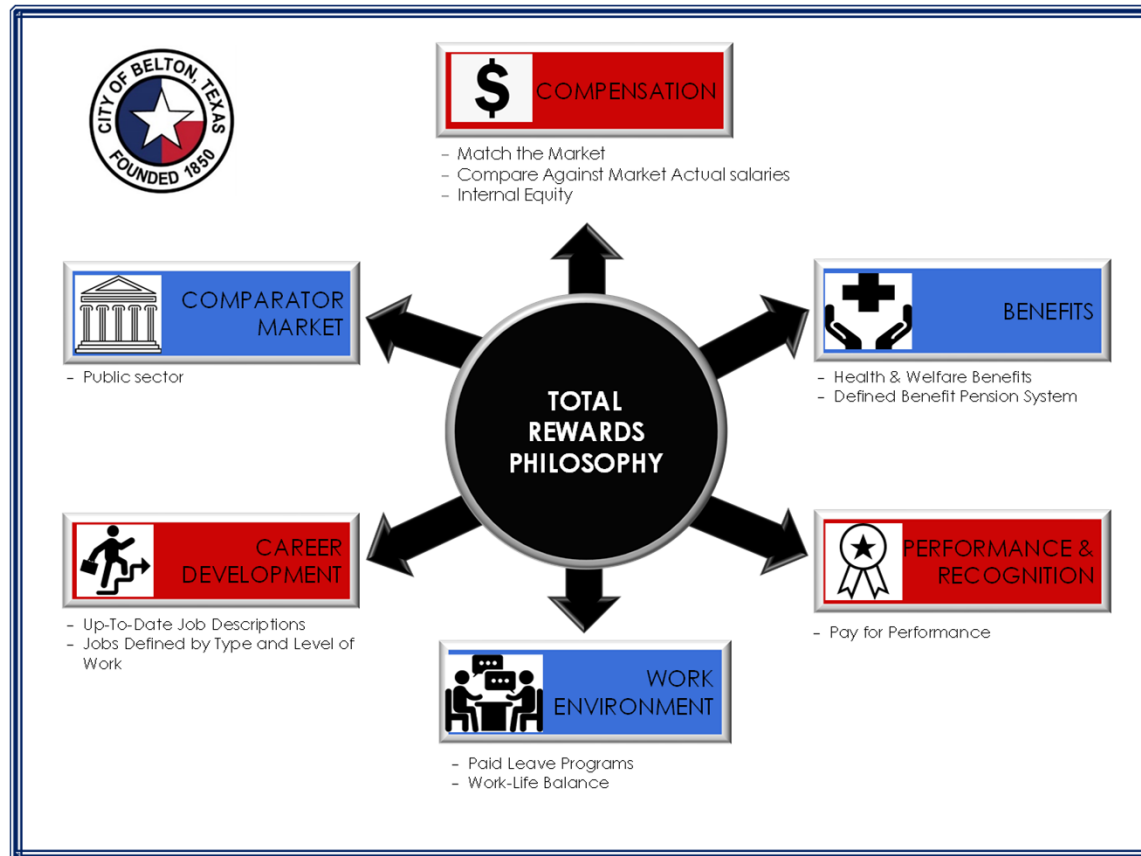 CITY OF BELTON, TEXAS
FOUNDED 1850
$ COMPENSATION
- Match the Market
- Compare Against Market Actual salaries
- Internal Equity
COMPARATOR
MARKET
- Public sector
BENEFITS
- Health & Welfare Benefits
- Defined Benefit Pension System
TOTAL
REWARDS
PHILOSOPHY
CAREER
DEVELOPMENT
- Up-To-Date Job Descriptions
- Jobs Defined by Type and Level of
Work
PERFORMANCE &
RECOGNITION
- Pay for Performance
WORK
ENVIRONMENT
- Paid Leave Programs
- Work-Life Balance